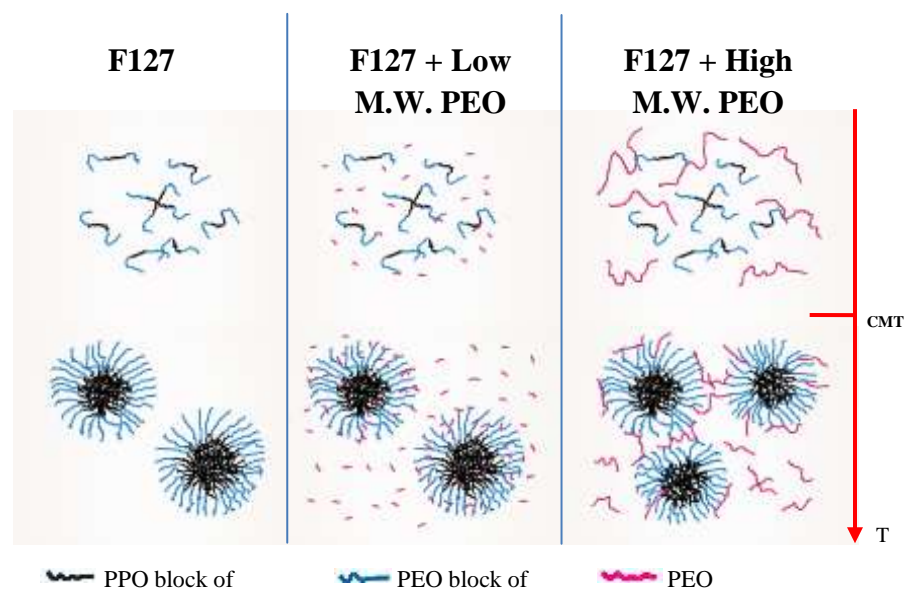 F127
F127 + Low
M.W. PEO
F127 + High
M.W. PEO
CMT
T
PPO block of
PEO block of
PEO